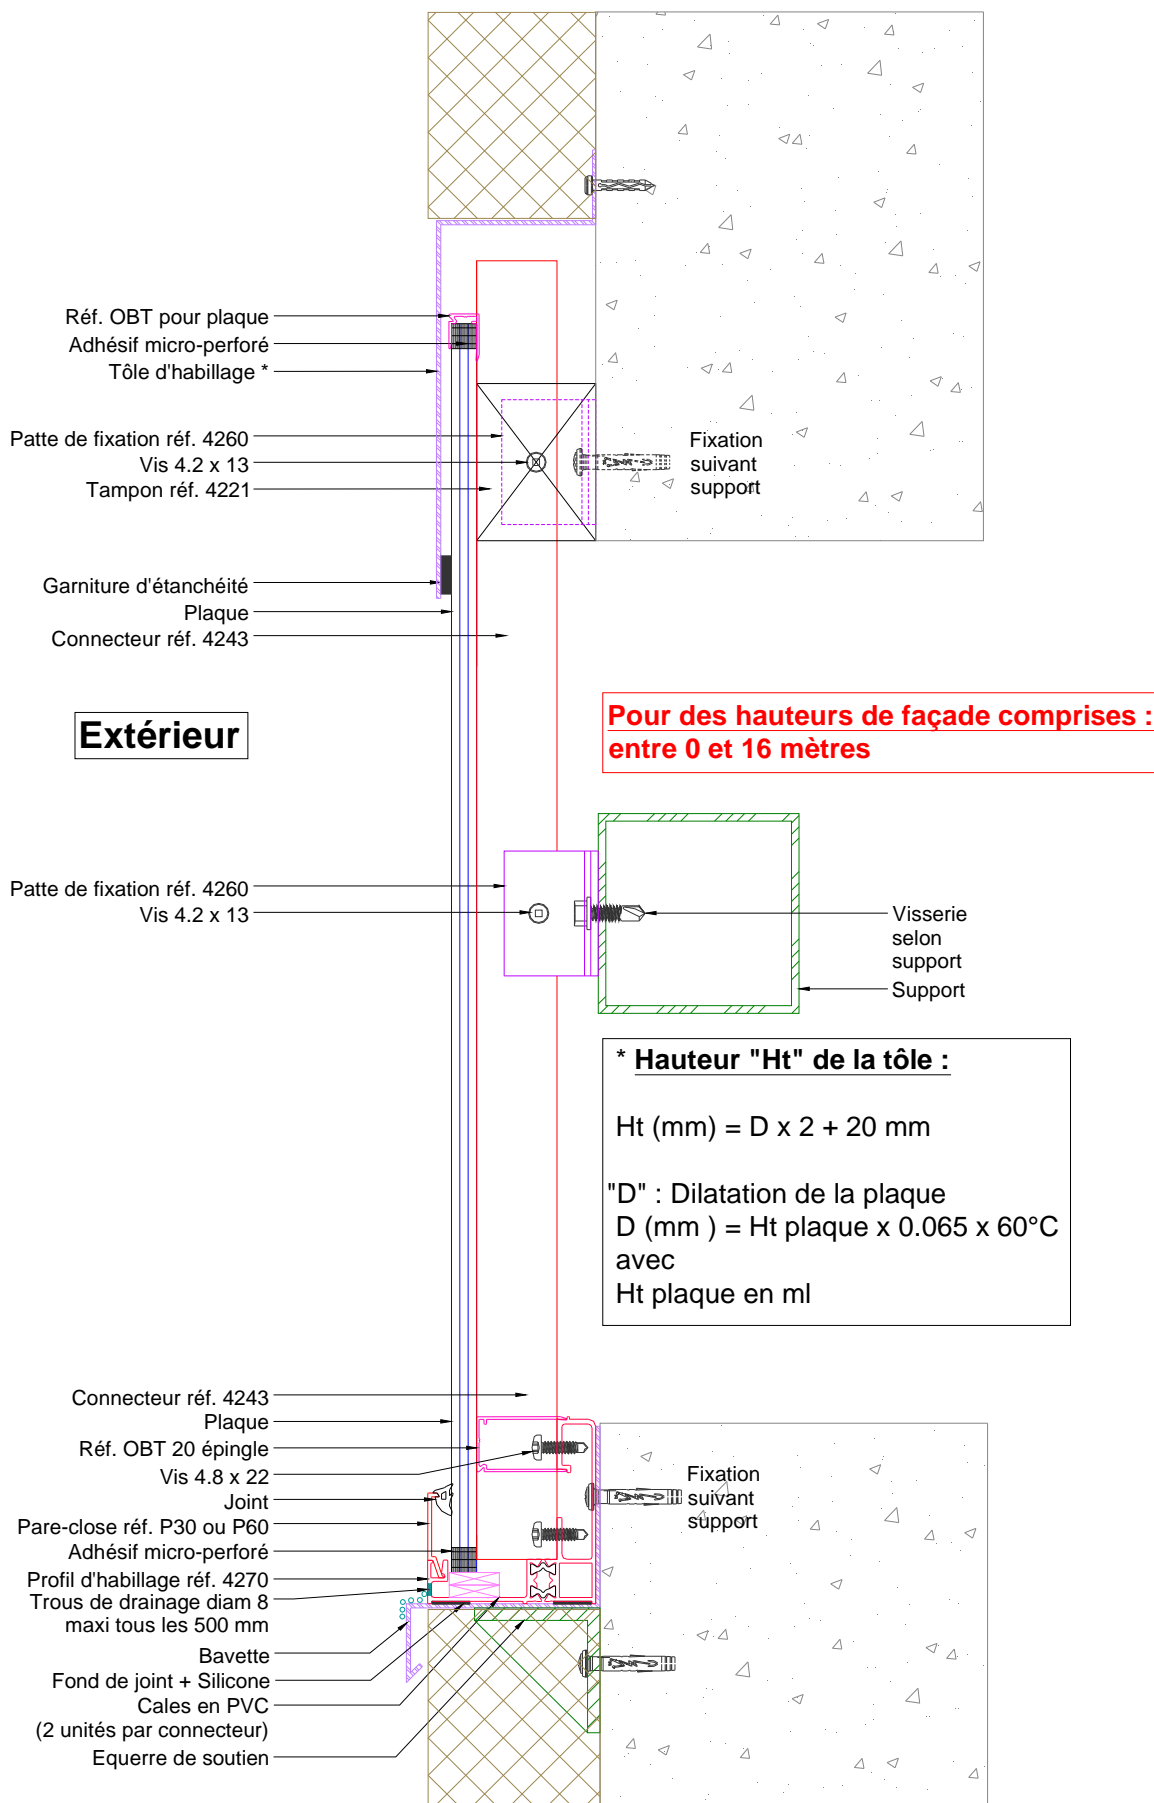 Réf. OBT pour plaque
Adhésif micro-perforé
Tôle d'habillage *
Patte de fixation réf. 4260
Vis 4.2 x 13
Tampon réf. 4221
Fixation
suivant
support
Garniture d'étanchéité
Plaque
Connecteur réf. 4243
Extérieur
Pour des hauteurs de façade comprises :
entre 0 et 16 mètres
Patte de fixation réf. 4260
Vis 4.2 x 13
Visserie
selon
support
Support
* Hauteur "Ht" de la tôle :
Ht (mm) = D x 2 + 20 mm
"D" : Dilatation de la plaque
D (mm ) = Ht plaque x 0.065 x 60°C
avec
Ht plaque en ml
Connecteur réf. 4243
Plaque
Réf. OBT 20 épingle
Vis 4.8 x 22
Joint
Pare-close réf. P30 ou P60
Adhésif micro-perforé
Profil d'habillage réf. 4270
Trous de drainage diam 8
maxi tous les 500 mm
Bavette
Fond de joint + Silicone
Cales en PVC
(2 unités par connecteur)
Equerre de soutien
Fixation
suivant
support